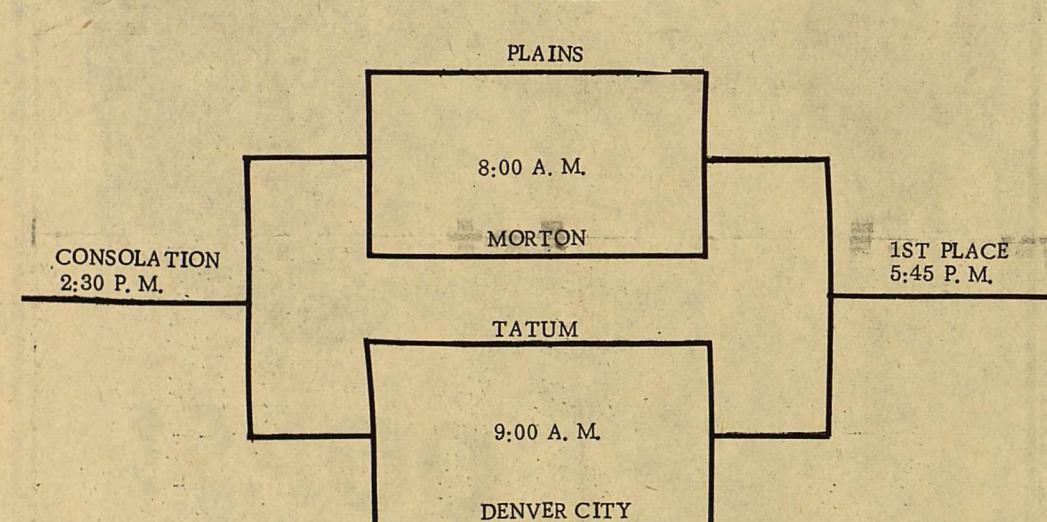 PLAINS
8:00 A. M.
MORTON
CONSOLATION
2:30 P. M.
1ST PLACE
5:45 P. M.
TATUM
9:00 A. M.
DENVER CITY